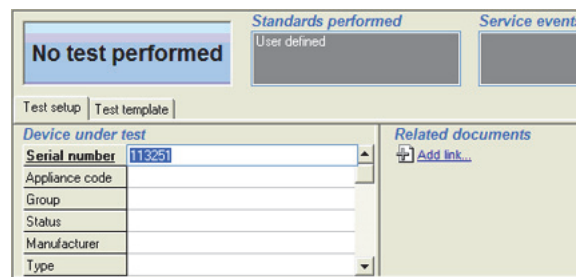 Standards performed
Service events
No test performed
User defined
Test setup
Test template
Device under test
Related documents
Serial number 113251
Add link...
Appliance code
Group
Status
Manufacturer
Type